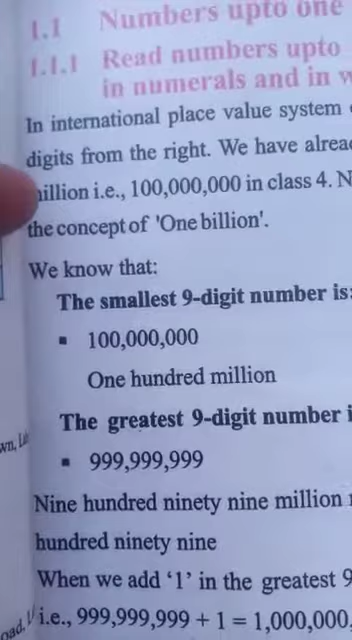 1.1 Numbers upto one
1.1.1 Read numbers upto
in numerals and in
In international place value system
digits from the right. We have
i.e., 100,000,000 in class 4.
the concept of 'One billion'.
We know that:
The smallest 9-digit number is:
▪ 100,000,000
One hundred million
The greatest 9-digit number
▪ 999,999,999
Nine hundred ninety nine million
hundred ninety nine
When we add ‘1’ in the greatest 9
i.e., 999,999,999 + 1 = 1,000,000,